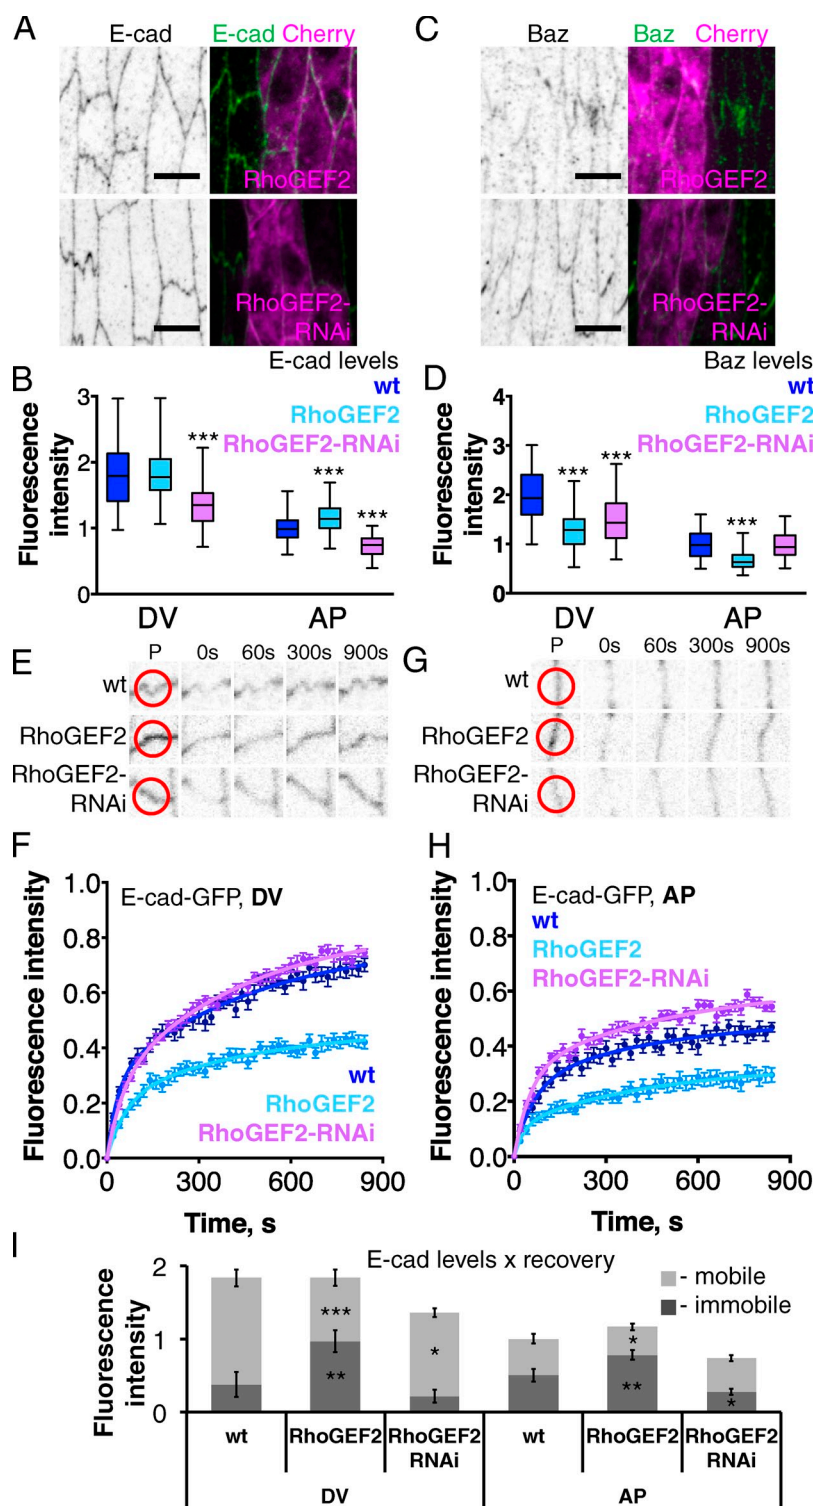 A
E-cad
E-cad Cherry
RhoGEF2
RhoGEF2-
RNAi
C
Baz
Baz Cherry
RhoGEF2
RhoGEF2-
RNAi
B
E-cad levels
wt
RhoGEF2
RhoGEF2-RNAi
Fluorescence
intensity
3
2
1
0
***
***
***
DV
AP
D
Baz levels
wt
RhoGEF2
RhoGEF2-RNAi
Fluorescence
intensity
4
3
2
1
0
***
***
***
DV
AP
E
P 0s 60s 300s 900s
wt
RhoGEF2
RhoGEF2-
RNAi
G
P 0s 60s 300s 900s
wt
RhoGEF2
RhoGEF2-
RNAi
F
E-cad-GFP, DV
Fluorescence intensity
1.0
0.8
0.6
0.4
0.2
0.0
wt
RhoGEF2
RhoGEF2-RNAi
0 300 600 900
Time, s
H
E-cad-GFP, AP
wt
RhoGEF2
RhoGEF2-RNAi
Fluorescence intensity
1.0
0.8
0.6
0.4
0.2
0.0
0 300 600 900
Time, s
I
E-cad levels x recovery
- mobile
- immobile
Fluorescence
intensity
2
1
0
***
**
*
*
**
*
wt RhoGEF2 RhoGEF2 wt RhoGEF2 RhoGEF2
RNAi RNAi
DV AP